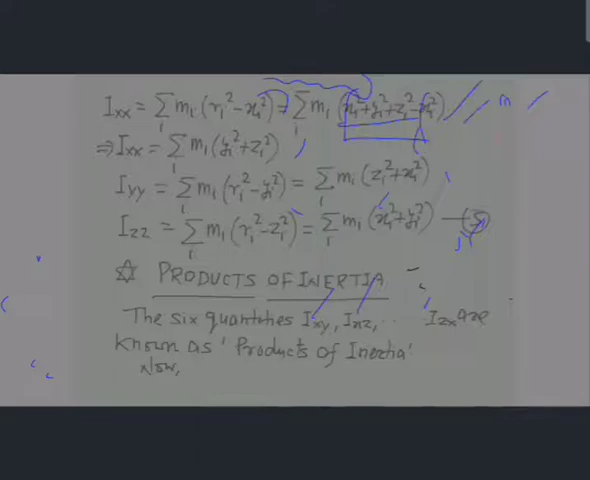 Ixx = Σ mᵢ (rᵢ² - xᵢ²) = Σ mᵢ (xᵢ² + yᵢ² + zᵢ² - xᵢ²)
⇒ Ixx = Σ mᵢ (yᵢ² + zᵢ²)
Iyy = Σ mᵢ (rᵢ² - yᵢ²) = Σ mᵢ (zᵢ² + xᵢ²)
Izz = Σ mᵢ (rᵢ² - zᵢ²) = Σ mᵢ (xᵢ² + yᵢ²) —(5)
☆ PRODUCTS OF INERTIA
The six quantities Ixy, Ixz, ... Izx are
known as 'Products of Inertia'
Now,